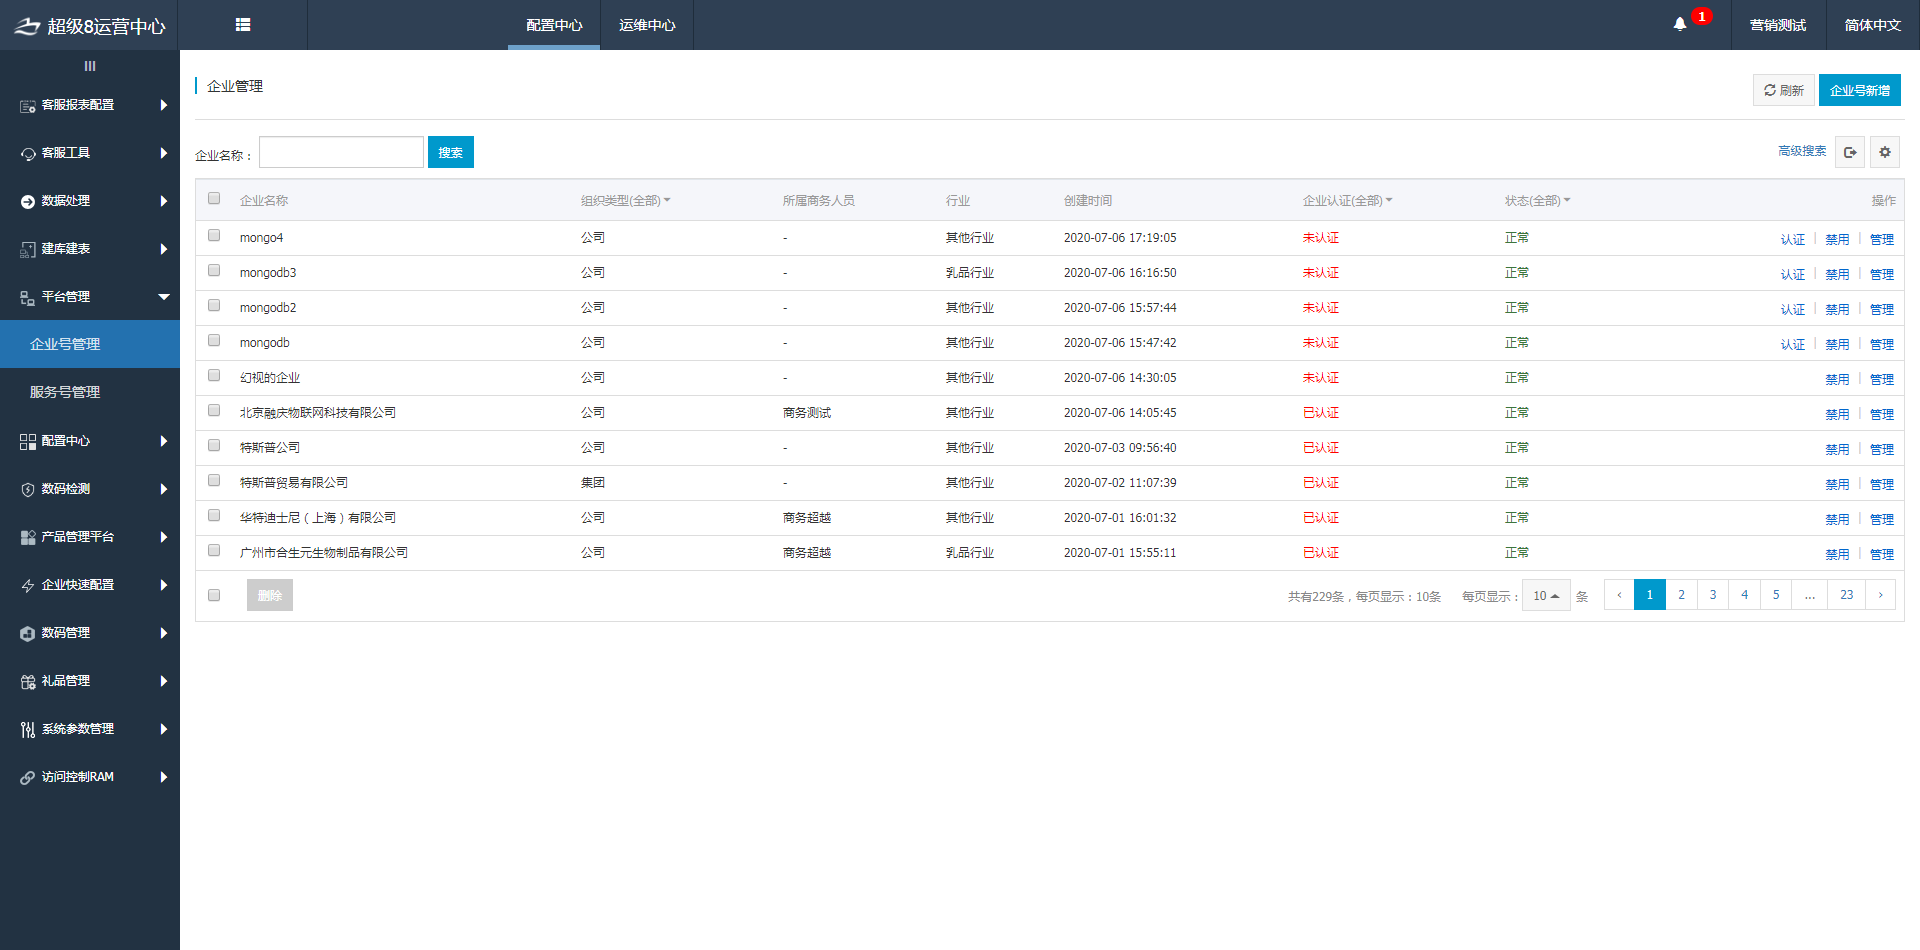 超级8运营中心
配置中心
运维中心
1
营销测试
简体中文
客服报表配置
客服工具
数据处理
建库建表
平台管理
企业号管理
服务号管理
配置中心
数码检测
产品管理平台
企业快速配置
数码管理
礼品管理
系统参数管理
访问控制RAM
企业管理
刷新
企业号新增
企业名称：
搜索
高级搜索
企业名称 组织类型(全部) 所属商务人员 行业 创建时间 企业认证(全部) 状态(全部) 操作
mongo4 公司 - 其他行业 2020-07-06 17:19:05 未认证 正常 认证 禁用 管理
mongodb3 公司 - 乳品行业 2020-07-06 16:16:50 未认证 正常 认证 禁用 管理
mongodb2 公司 - 其他行业 2020-07-06 15:57:44 未认证 正常 认证 禁用 管理
mongodb 公司 - 其他行业 2020-07-06 15:47:42 未认证 正常 认证 禁用 管理
幻视的企业 公司 - 其他行业 2020-07-06 14:30:05 未认证 正常 禁用 管理
北京融庆物联网科技有限公司 公司 商务测试 其他行业 2020-07-06 14:05:45 已认证 正常 禁用 管理
特斯普公司 公司 - 其他行业 2020-07-03 09:56:40 已认证 正常 禁用 管理
特斯普贸易有限公司 集团 - 其他行业 2020-07-02 11:07:39 已认证 正常 禁用 管理
华特迪士尼（上海）有限公司 公司 商务超越 其他行业 2020-07-01 16:01:32 已认证 正常 禁用 管理
广州市合生元生物制品有限公司 公司 商务超越 乳品行业 2020-07-01 15:55:11 已认证 正常 禁用 管理
删除
共有229条，每页显示：10条 每页显示： 10 条 ‹ 1 2 3 4 5 ... 23 ›